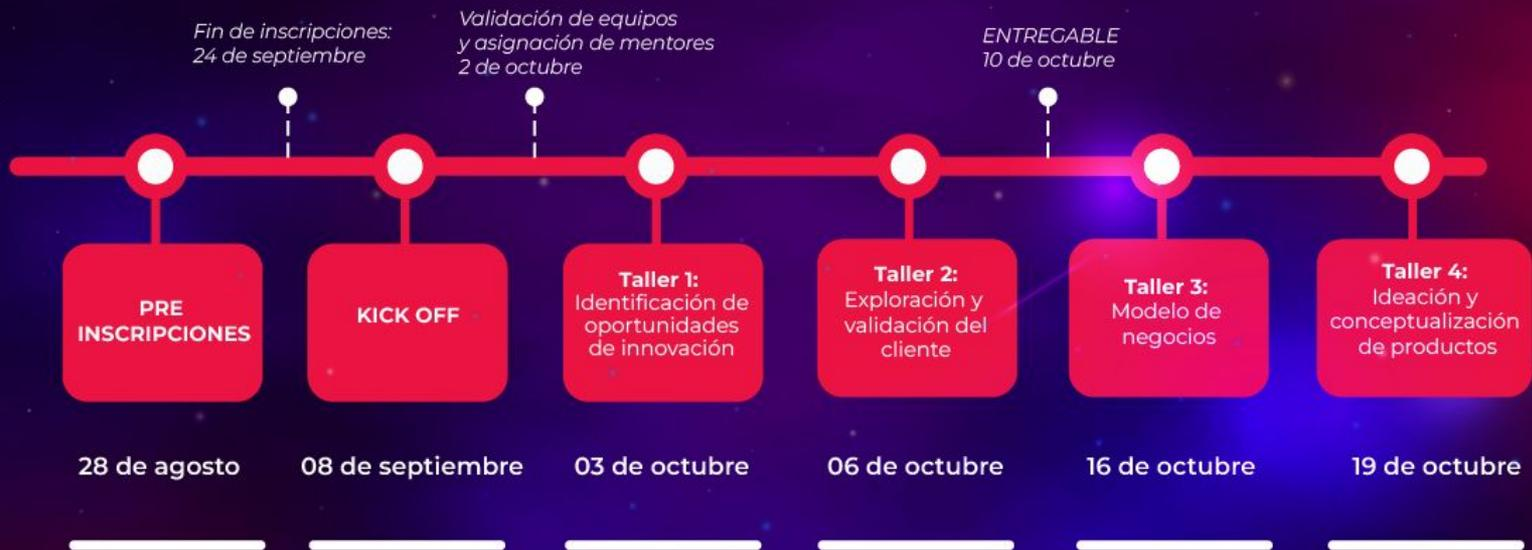 Fin de inscripciones:
24 de septiembre
Validación de equipos
y asignación de mentores
2 de octubre
ENTREGABLE
10 de octubre
PRE
INSCRIPCIONES
KICK OFF
Taller 1:
Identificación de
oportunidades
de innovación
Taller 2:
Exploración y
validación del
cliente
Taller 3:
Modelo de
negocios
Taller 4:
Ideación y
conceptualización
de productos
28 de agosto
08 de septiembre
03 de octubre
06 de octubre
16 de octubre
19 de octubre